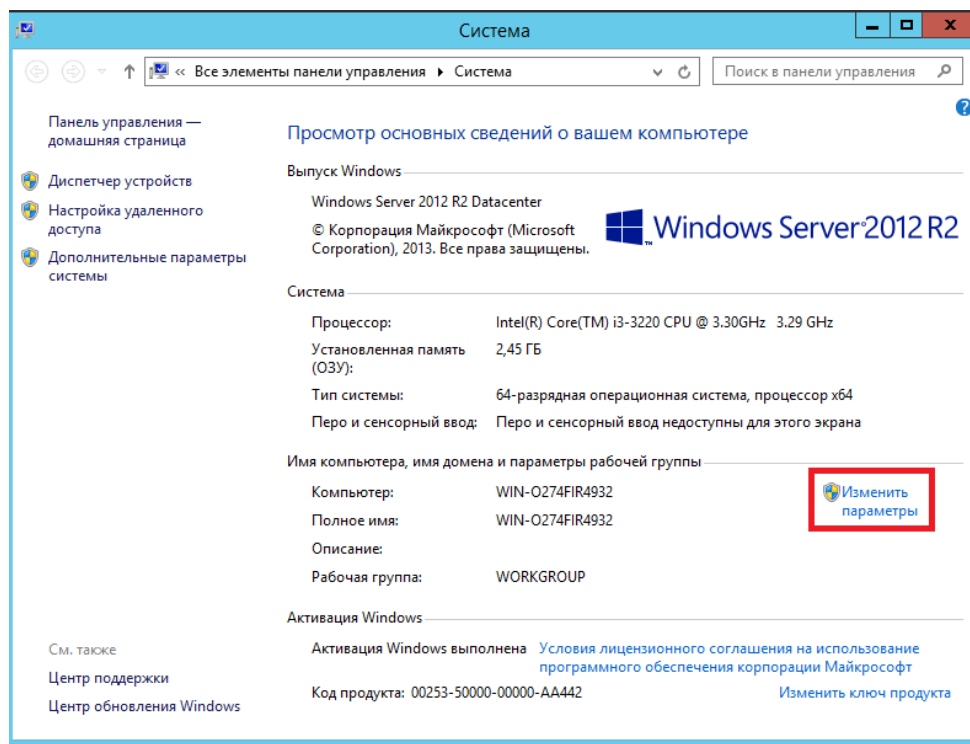 Система
« Все элементы панели управления Система
Поиск в панели управления
Панель управления —
домашняя страница
Диспетчер устройств
Настройка удаленного
доступа
Дополнительные параметры
системы
Просмотр основных сведений о вашем компьютере
Выпуск Windows
Windows Server 2012 R2 Datacenter
© Корпорация Майкрософт (Microsoft
Corporation), 2013. Все права защищены.
Windows Server 2012 R2
Система
Процессор: Intel(R) Core(TM) i3-3220 CPU @ 3.30GHz 3.29 GHz
Установленная память 2,45 ГБ
(ОЗУ):
Тип системы: 64-разрядная операционная система, процессор x64
Перо и сенсорный ввод: Перо и сенсорный ввод недоступны для этого экрана
Имя компьютера, имя домена и параметры рабочей группы
Компьютер: WIN-O274FIR4932 Изменить
параметры
Полное имя: WIN-O274FIR4932
Описание:
Рабочая группа: WORKGROUP
Активация Windows
Активация Windows выполнена Условия лицензионного соглашения на использование
программного обеспечения корпорации Майкрософт
Код продукта: 00253-50000-00000-AA442 Изменить ключ продукта
См. также
Центр поддержки
Центр обновления Windows